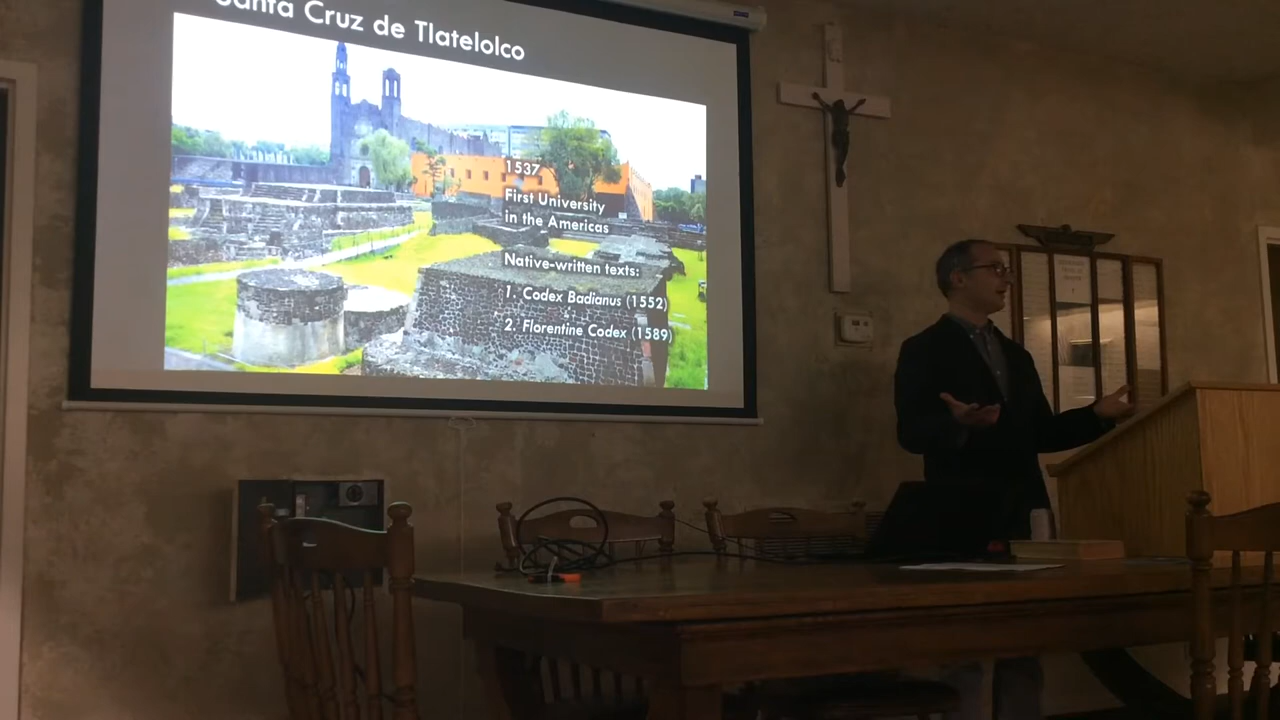 Santa Cruz de Tlatelolco
1537
First University
in the Americas
Native-written texts:
1. Codex Badianus (1552)
2. Florentine Codex (1589)